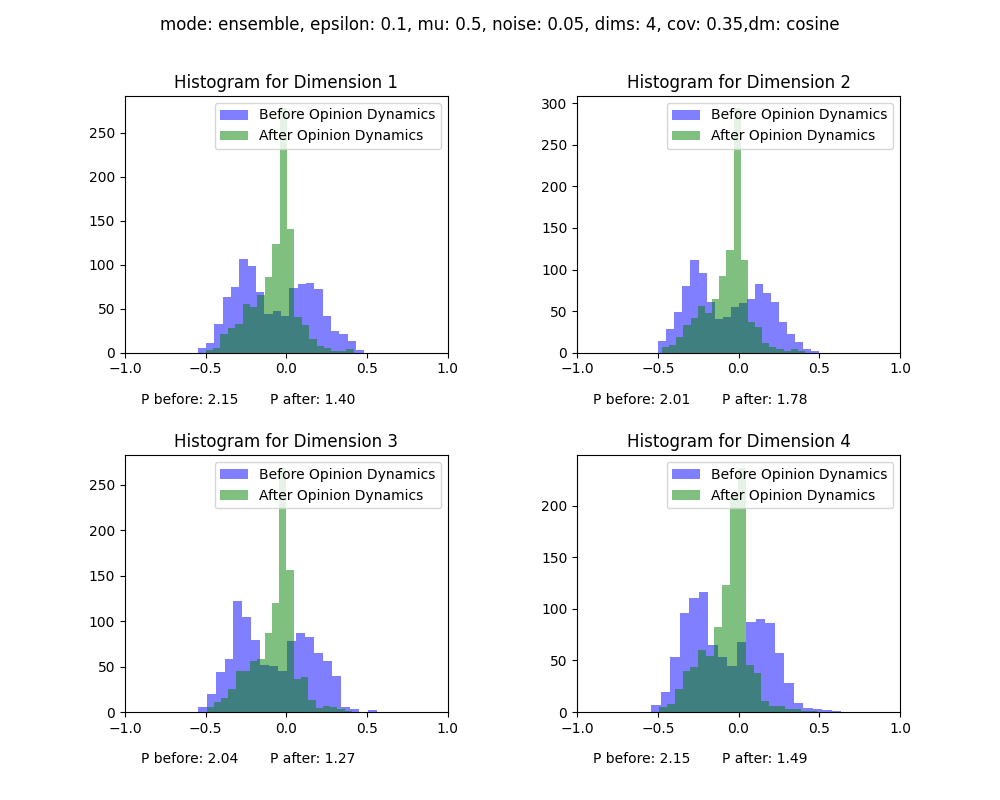 mode: ensemble, epsilon: 0.1, mu: 0.5, noise: 0.05, dims: 4, cov: 0.35,dm: cosine
Histogram for Dimension 1
Before Opinion Dynamics
After Opinion Dynamics
250
200
150
100
50
0
−1.0 −0.5 0.0 0.5 1.0
P before: 2.15 P after: 1.40
Histogram for Dimension 2
Before Opinion Dynamics
After Opinion Dynamics
300
250
200
150
100
50
0
−1.0 −0.5 0.0 0.5 1.0
P before: 2.01 P after: 1.78
Histogram for Dimension 3
Before Opinion Dynamics
After Opinion Dynamics
250
200
150
100
50
0
−1.0 −0.5 0.0 0.5 1.0
P before: 2.04 P after: 1.27
Histogram for Dimension 4
Before Opinion Dynamics
After Opinion Dynamics
200
150
100
50
0
−1.0 −0.5 0.0 0.5 1.0
P before: 2.15 P after: 1.49